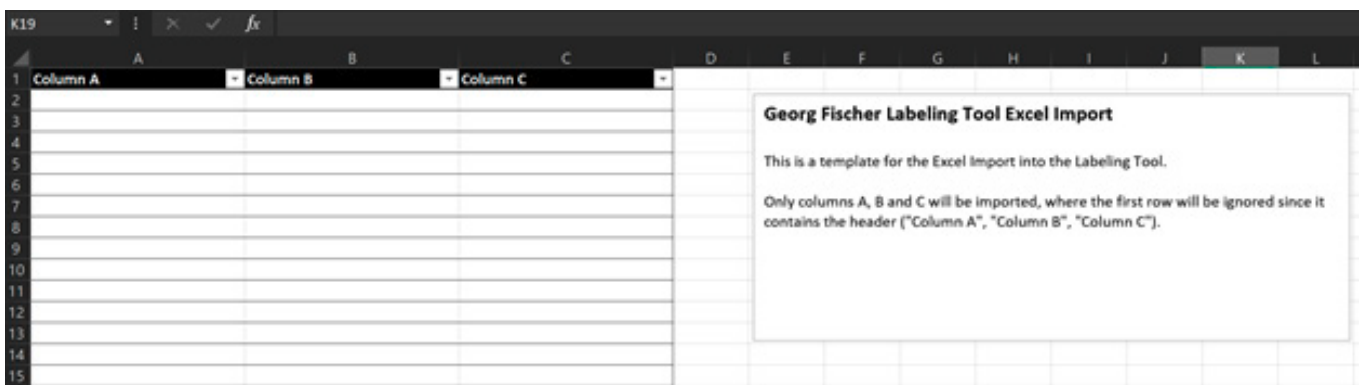 K19 fx
A B C D E F G H I J K L
1 Column A Column B Column C
2
3
4
5
6
7
8
9
10
11
12
13
14
15
Georg Fischer Labeling Tool Excel Import
This is a template for the Excel Import into the Labeling Tool.
Only columns A, B and C will be imported, where the first row will be ignored since it
contains the header ("Column A", "Column B", "Column C").